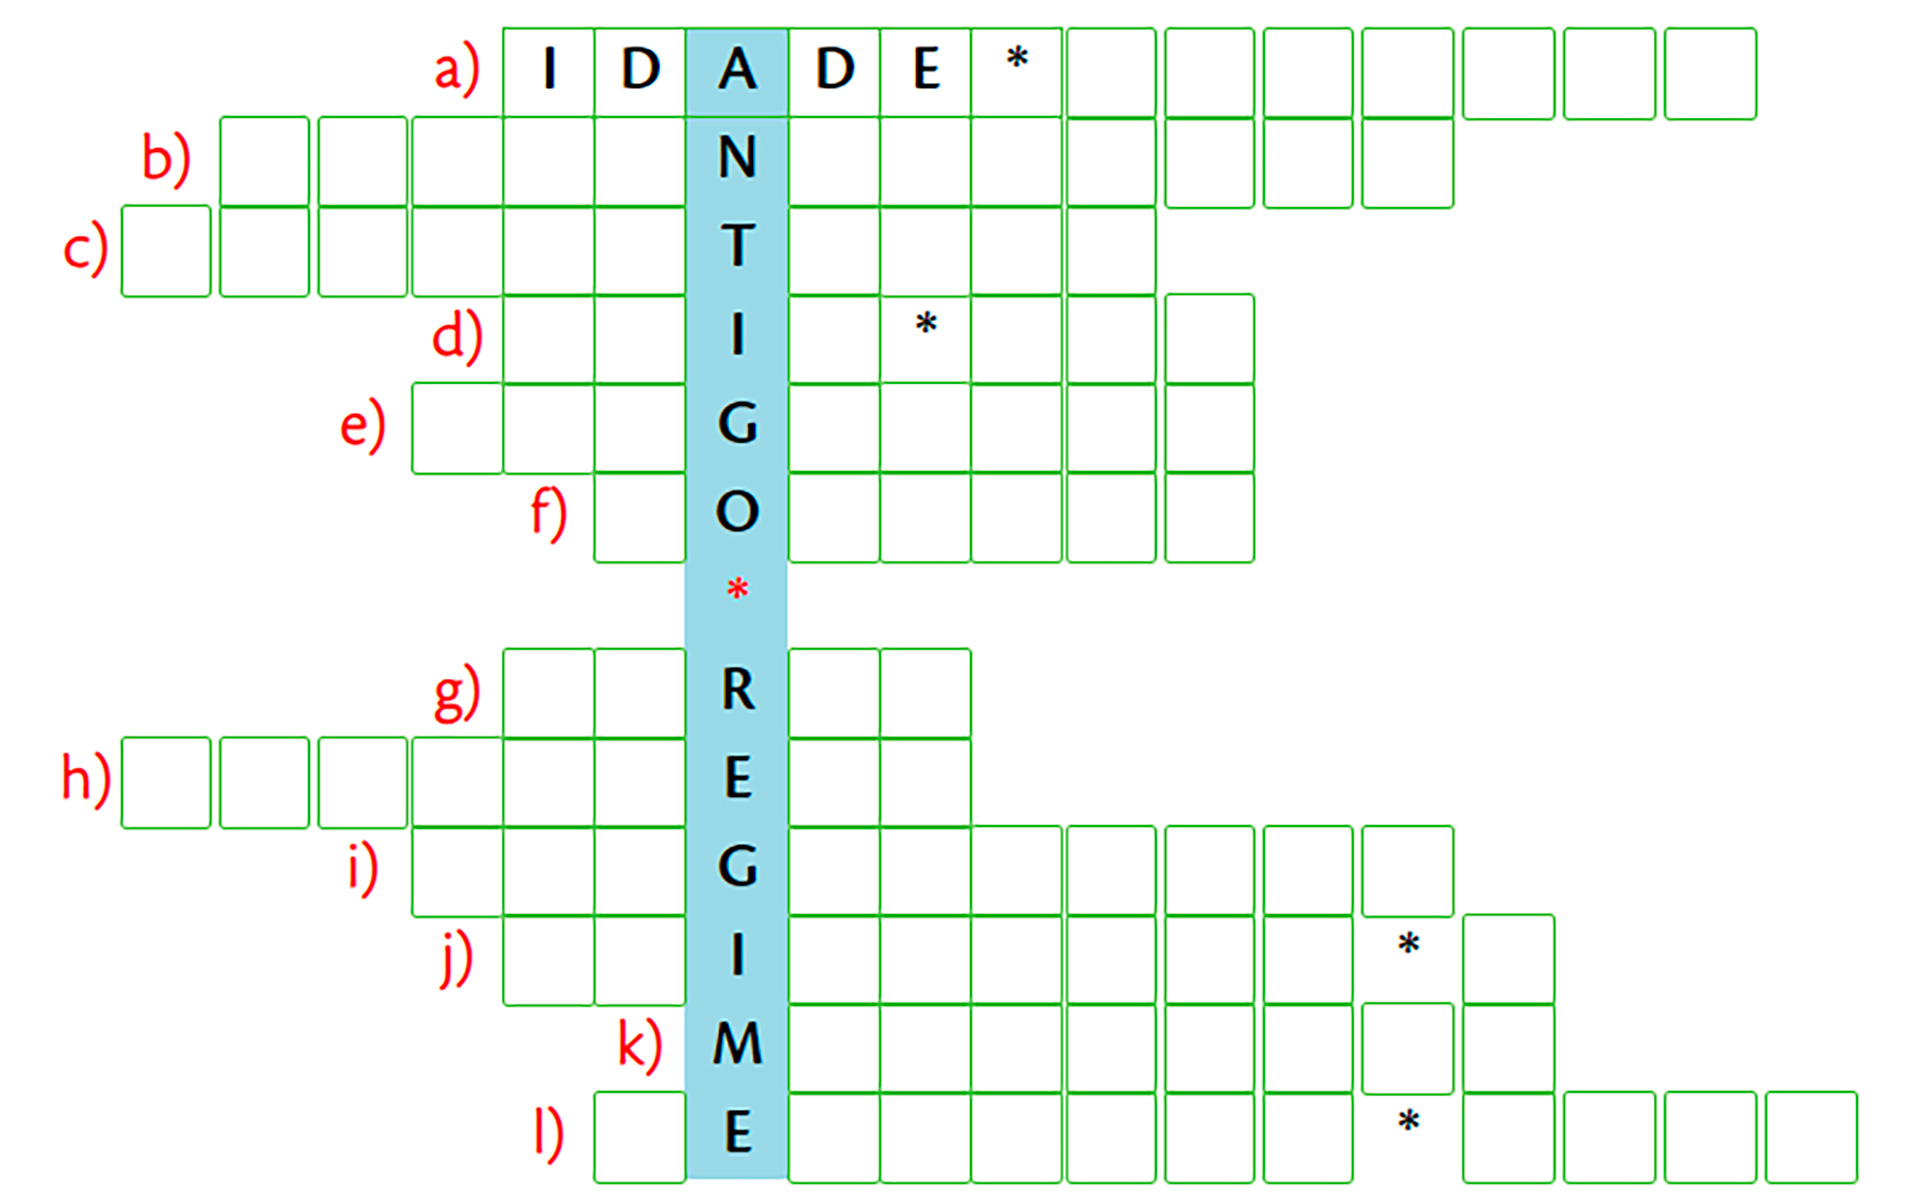 a) I D A D E *
b) N
c) T
d) I *
e) G
f) O
*
g) R
h) E
i) G
j) I *
k) M
l) E *